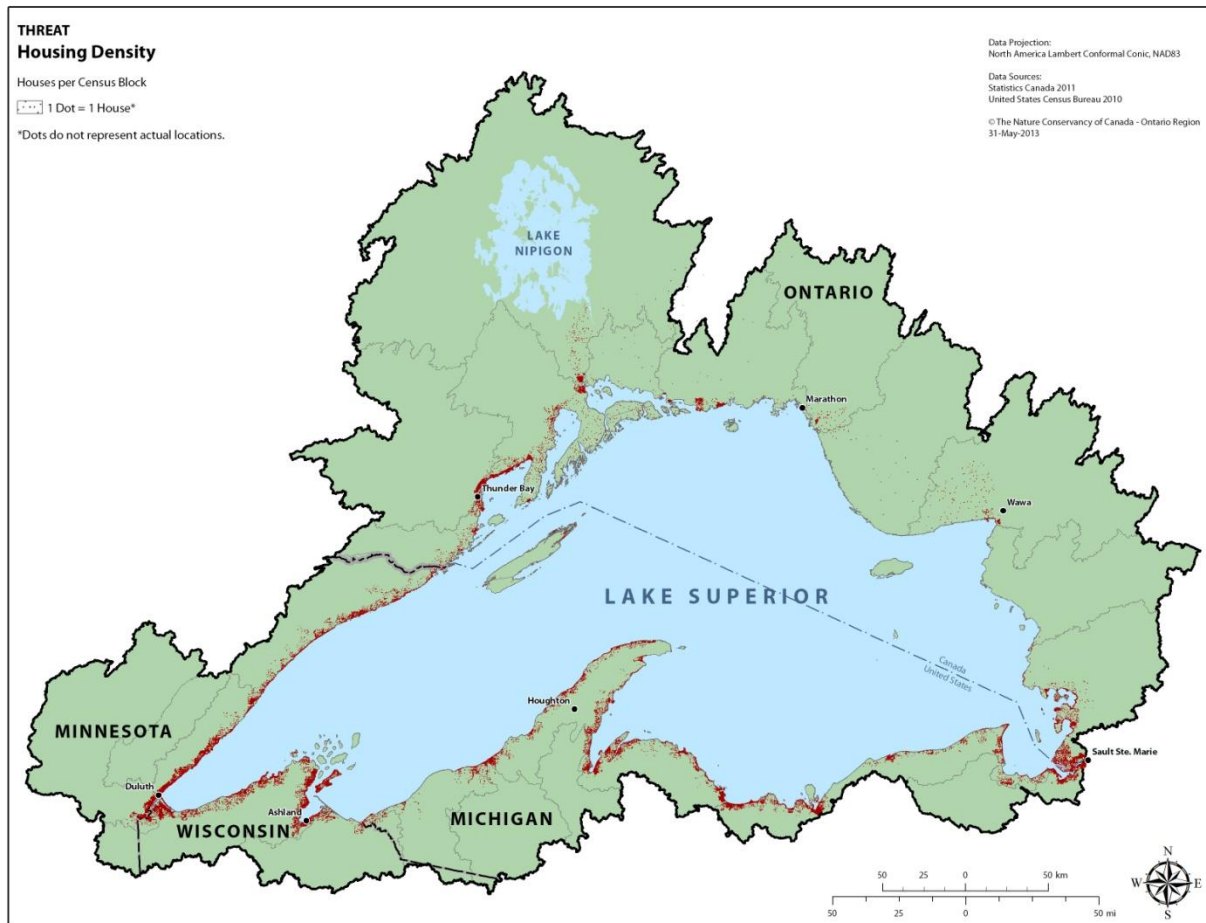 THREAT
Housing Density
Houses per Census Block
1 Dot = 1 House*
*Dots do not represent actual locations.
Data Projection:
North America Lambert Conformal Conic, NAD83
Data Sources:
Statistics Canada 2011
United States Census Bureau 2010
© The Nature Conservancy of Canada - Ontario Region
31-May-2013
LAKE
NIPIGON
ONTARIO
Marathon
Thunder Bay
Wawa
LAKE SUPERIOR
Canada
United States
Houghton
MINNESOTA
Sault Ste. Marie
Duluth
Ashland
WISCONSIN
MICHIGAN
N
W E
S
50 25 0 50 km
50 25 0 50 mi